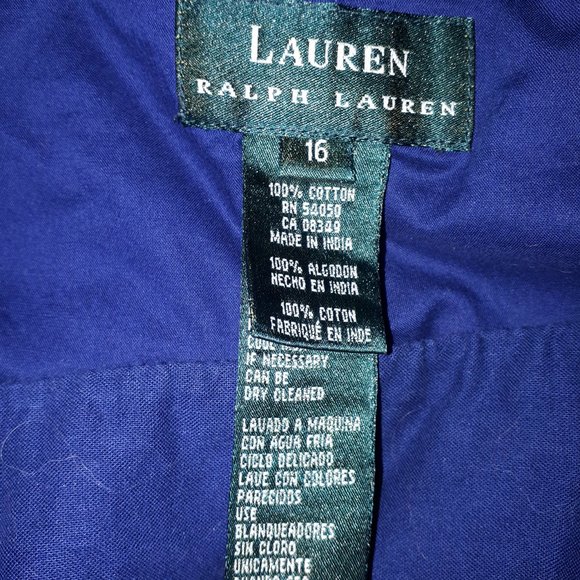 LAUREN
RALPH LAUREN
16
100% COTTON
RN 54050
CA 08349
MADE IN INDIA
100% ALGODON
HECHO EN INDIA
100% COTON
FABRIQUÉ EN INDE
IF NECESSARY
CAN BE
DRY CLEANED
LAVADO A MAQUINA
CON AGUA FRIA
CICLO DELICADO
LAVE CON COLORES
PARECIDOS
USE
BLANQUEADORES
SIN CLORO
UNICAMENTE